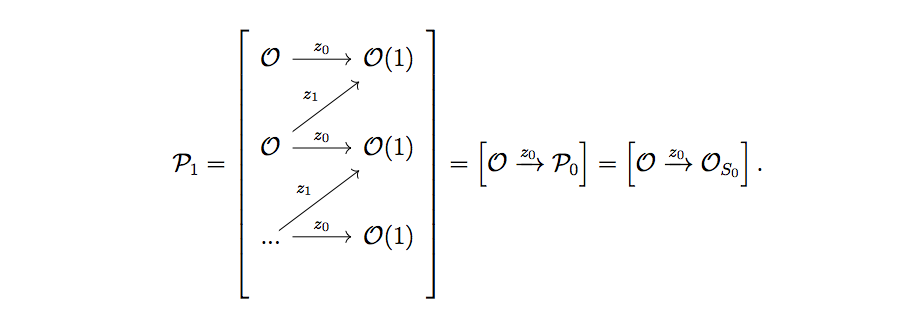 𝒪 z₀ 𝒪(1)
z₁
𝒫₁ = 𝒪 z₀ 𝒪(1) = [𝒪 →z₀ 𝒫₀] = [𝒪 →z₀ 𝒪_{S₀}].
z₁
... z₀ 𝒪(1)